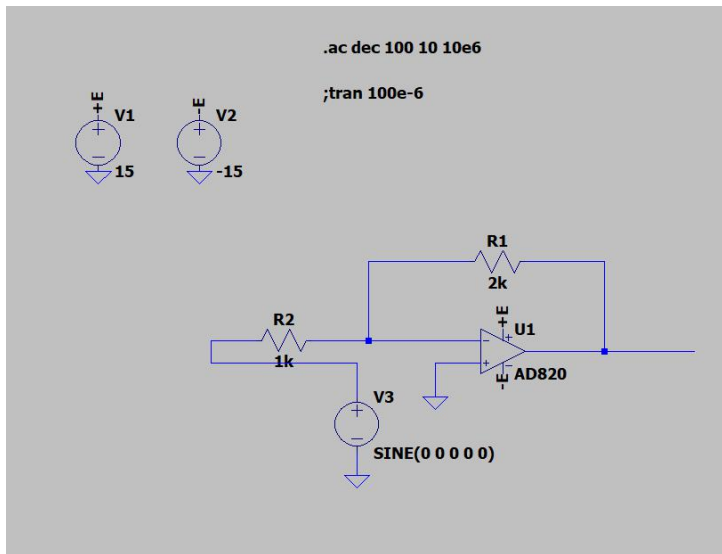 .ac dec 100 10 10e6
;tran 100e-6
+E
V1
15
-E
V2
-15
R1
2k
R2
1k
+E
U1
-E
AD820
V3
SINE(0 0 0 0 0)